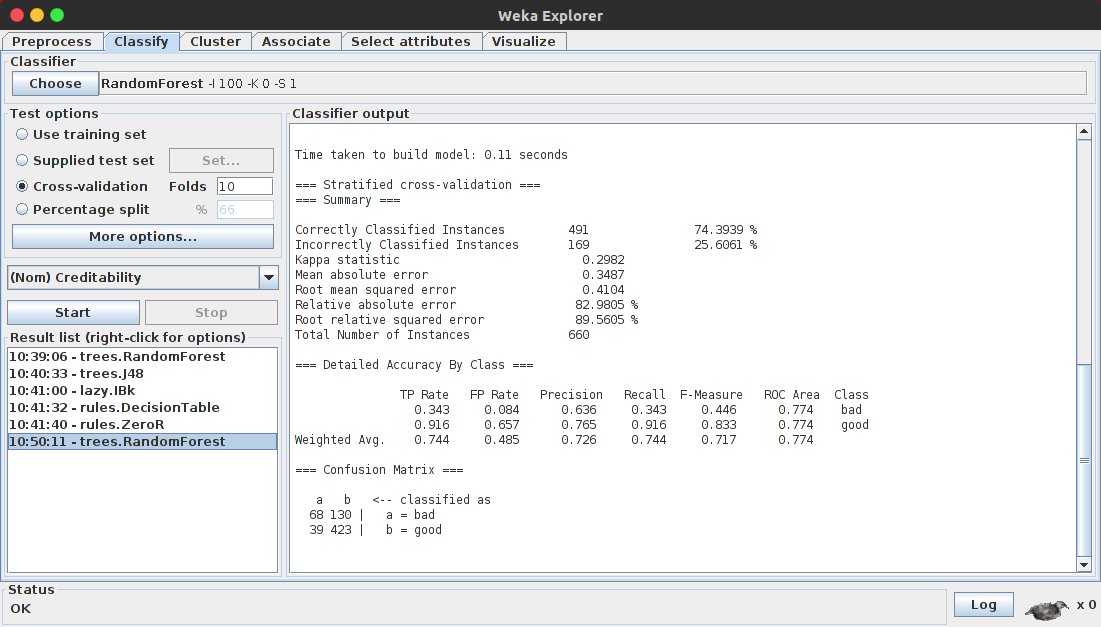 Weka Explorer
Preprocess Classify Cluster Associate Select attributes Visualize
Classifier
Choose RandomForest -I 100 -K 0 -S 1
Test options
Use training set
Supplied test set Set...
Cross-validation Folds 10
Percentage split % 66
More options...
(Nom) Creditability
Start Stop
Result list (right-click for options)
10:39:06 - trees.RandomForest
10:40:33 - trees.J48
10:41:00 - lazy.IBk
10:41:32 - rules.DecisionTable
10:41:40 - rules.ZeroR
10:50:11 - trees.RandomForest
Classifier output
Time taken to build model: 0.11 seconds
=== Stratified cross-validation ===
=== Summary ===
Correctly Classified Instances 491 74.3939 %
Incorrectly Classified Instances 169 25.6061 %
Kappa statistic 0.2982
Mean absolute error 0.3487
Root mean squared error 0.4104
Relative absolute error 82.9805 %
Root relative squared error 89.5605 %
Total Number of Instances 660
=== Detailed Accuracy By Class ===
TP Rate FP Rate Precision Recall F-Measure ROC Area Class
0.343 0.084 0.636 0.343 0.446 0.774 bad
0.916 0.657 0.765 0.916 0.833 0.774 good
Weighted Avg. 0.744 0.485 0.726 0.744 0.717 0.774
=== Confusion Matrix ===
a b <-- classified as
68 130 | a = bad
39 423 | b = good
Status
OK
Log x 0